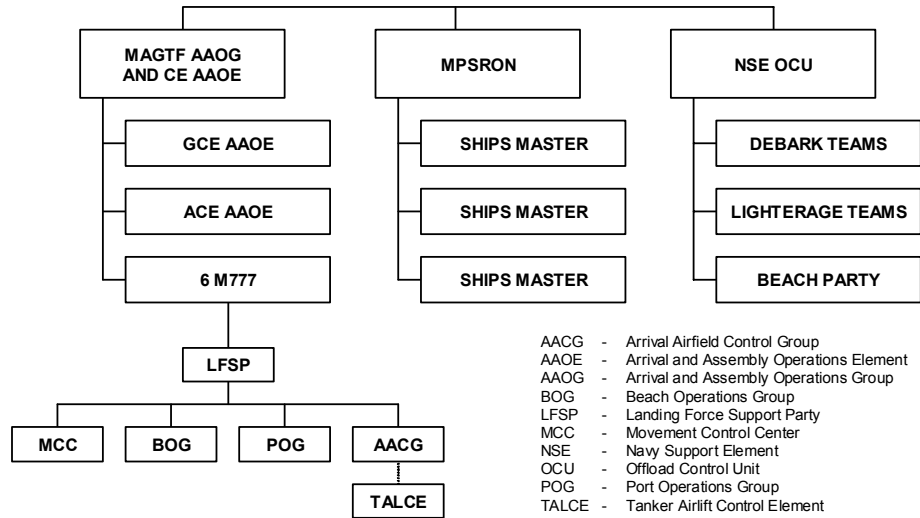 MAGTF AAOG
AND CE AAOE
MPSRON
NSE OCU
GCE AAOE
SHIPS MASTER
DEBARK TEAMS
ACE AAOE
SHIPS MASTER
LIGHTERAGE TEAMS
6 M777
SHIPS MASTER
BEACH PARTY
LFSP
MCC
BOG
POG
AACG
TALCE
AACG - Arrival Airfield Control Group
AAOE - Arrival and Assembly Operations Element
AAOG - Arrival and Assembly Operations Group
BOG - Beach Operations Group
LFSP - Landing Force Support Party
MCC - Movement Control Center
NSE - Navy Support Element
OCU - Offload Control Unit
POG - Port Operations Group
TALCE - Tanker Airlift Control Element